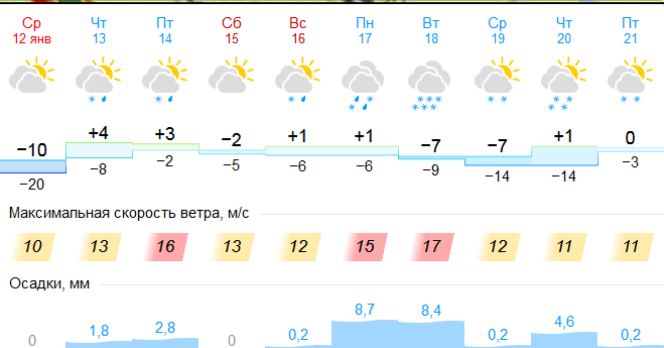 Ср Чт Пт Сб Вс Пн Вт Ср Чт Пт
12 янв 13 14 15 16 17 18 19 20 21
−10 +4 +3 −2 +1 +1 −7 −7 +1 0
−20 −8 −2 −5 −6 −6 −9 −14 −14 −3
Максимальная скорость ветра, м/с
10 13 16 13 12 15 17 12 11 11
Осадки, мм
0 1,8 2,8 0 0,2 8,7 8,4 0,2 4,6 0,2